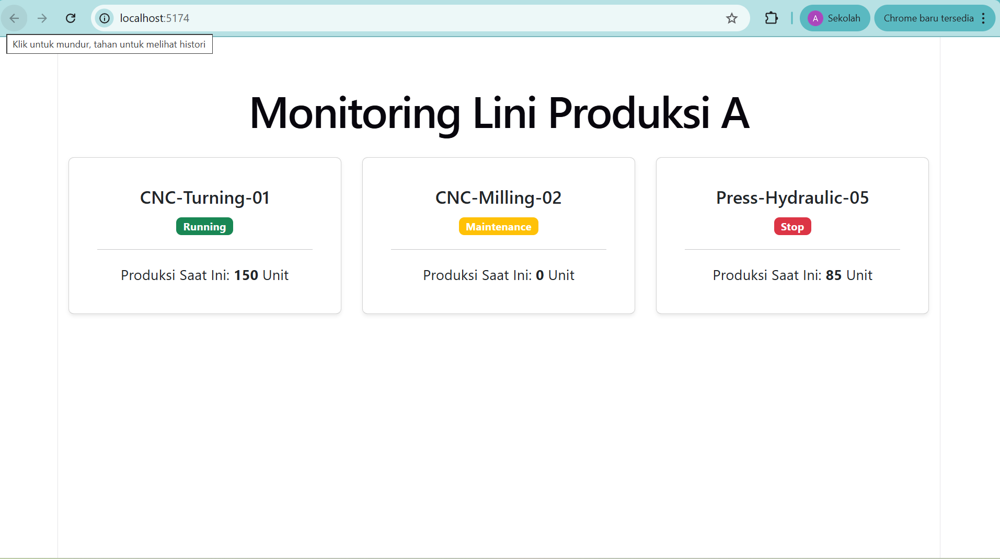 localhost:5174
A Sekolah
Chrome baru tersedia
Klik untuk mundur, tahan untuk melihat histori
Monitoring Lini Produksi A
CNC-Turning-01
Running
Produksi Saat Ini: 150 Unit
CNC-Milling-02
Maintenance
Produksi Saat Ini: 0 Unit
Press-Hydraulic-05
Stop
Produksi Saat Ini: 85 Unit